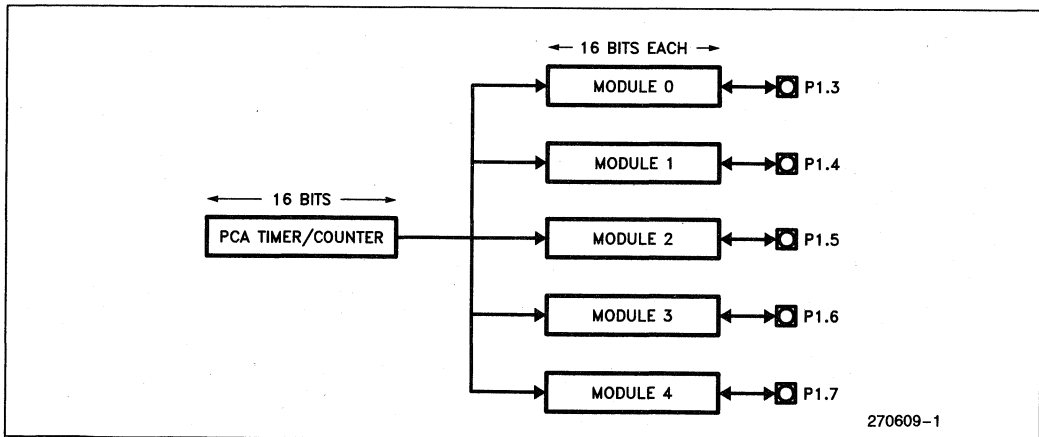 16 BITS EACH
MODULE 0
P1.3
MODULE 1
P1.4
16 BITS
PCA TIMER/COUNTER
MODULE 2
P1.5
MODULE 3
P1.6
MODULE 4
P1.7
270609-1